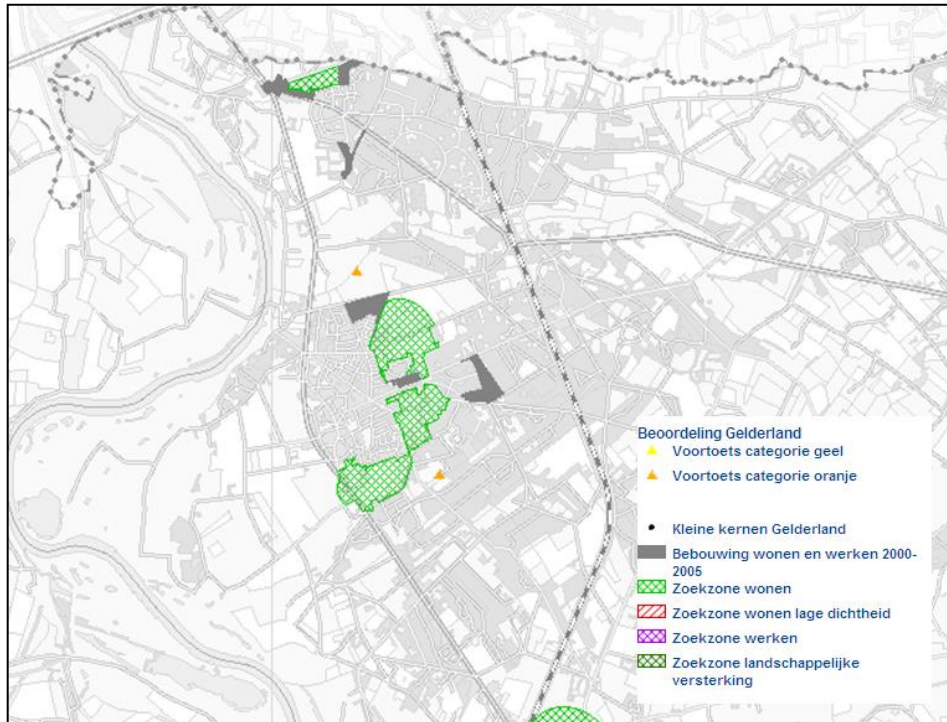 Beoordeling Gelderland
Voortoets categorie geel
Voortoets categorie oranje
Kleine kernen Gelderland
Bebouwing wonen en werken 2000-
2005
Zoekzone wonen
Zoekzone wonen lage dichtheid
Zoekzone werken
Zoekzone landschappelijke
versterking